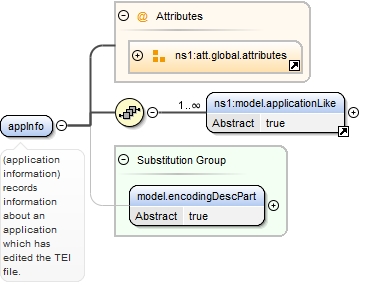 Attributes
ns1:att.global.attributes
appInfo
1..∞
ns1:model.applicationLike
Abstract true
(application
information)
records
information
about an
application
which has
edited the TEI
file.
Substitution Group
model.encodingDescPart
Abstract true